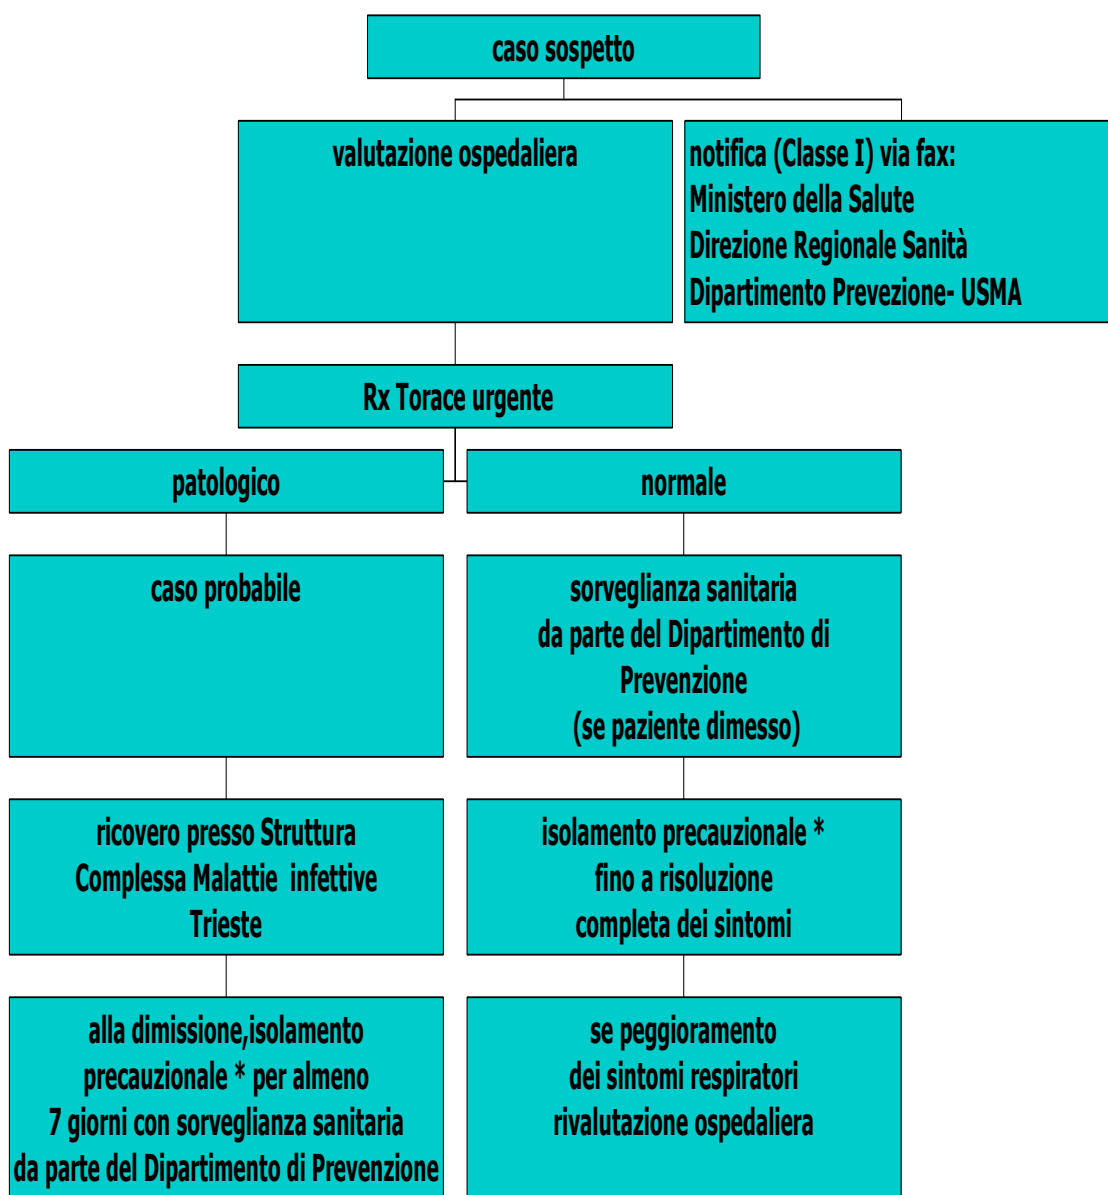 caso sospetto
valutazione ospedaliera
notifica (Classe I) via fax:
Ministero della Salute
Direzione Regionale Sanità
Dipartimento Prevezione- USMA
Rx Torace urgente
patologico
normale
caso probabile
sorveglianza sanitaria
da parte del Dipartimento di
Prevenzione
(se paziente dimesso)
ricovero presso Struttura
Complessa Malattie infettive
Trieste
isolamento precauzionale *
fino a risoluzione
completa dei sintomi
alla dimissione,isolamento
precauzionale * per almeno
7 giorni con sorveglianza sanitaria
da parte del Dipartimento di Prevenzione
se peggioramento
dei sintomi respiratori
rivalutazione ospedaliera